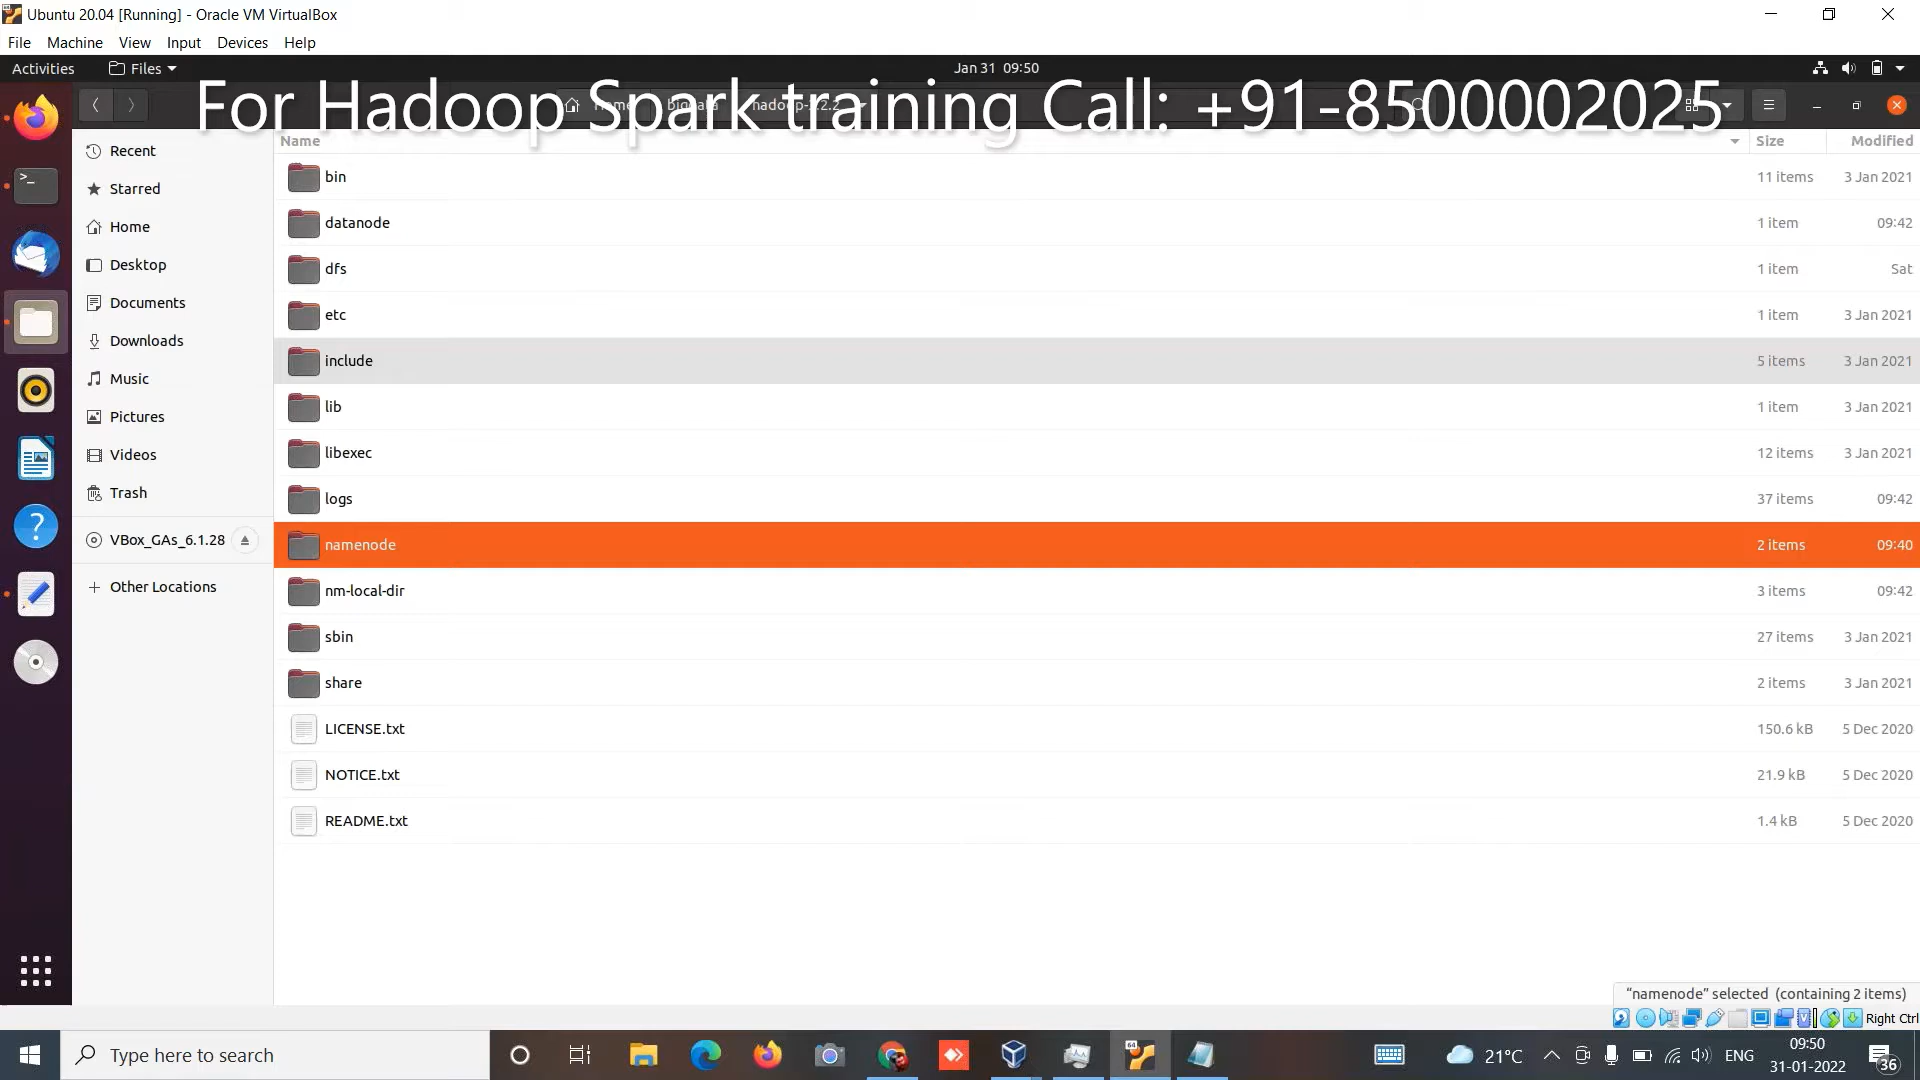 Ubuntu 20.04 [Running] - Oracle VM VirtualBox
File Machine View Input Devices Help
Activities Files Jan 31 09:50
For Hadoop Spark training Call: +91-8500002025
Name Size Modified
Recent
Starred
Home
Desktop
Documents
Downloads
Music
Pictures
Videos
Trash
VBox_GAs_6.1.28
Other Locations
bin 11 items 3 Jan 2021
datanode 1 item 09:42
dfs 1 item Sat
etc 1 item 3 Jan 2021
include 5 items 3 Jan 2021
lib 1 item 3 Jan 2021
libexec 12 items 3 Jan 2021
logs 37 items 09:42
namenode 2 items 09:40
nm-local-dir 3 items 09:42
sbin 27 items 3 Jan 2021
share 2 items 3 Jan 2021
LICENSE.txt 150.6 kB 5 Dec 2020
NOTICE.txt 21.9 kB 5 Dec 2020
README.txt 1.4 kB 5 Dec 2020
"namenode" selected (containing 2 items)
Right Ctrl
Type here to search
21°C ENG
09:50
31-01-2022
36